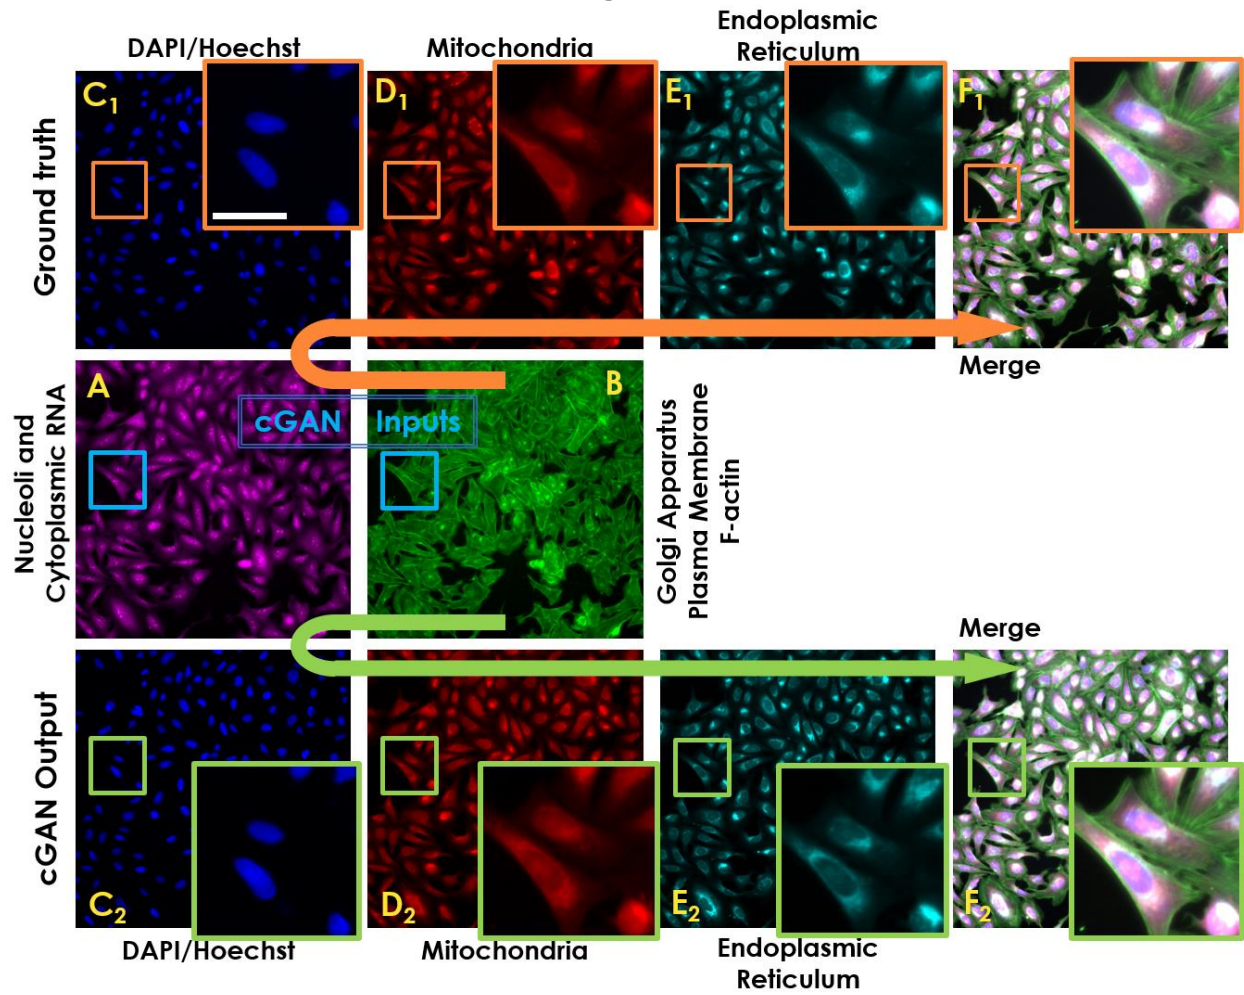 DAPI/Hoechst
Mitochondria
Endoplasmic
Reticulum
Ground truth
C₁
D₁
E₁
F₁
Merge
Nucleoli and
Cytoplasmic RNA
A
B
cGAN Inputs
Golgi Apparatus
Plasma Membrane
F-actin
Merge
cGAN Output
C₂
D₂
E₂
F₂
DAPI/Hoechst
Mitochondria
Endoplasmic
Reticulum